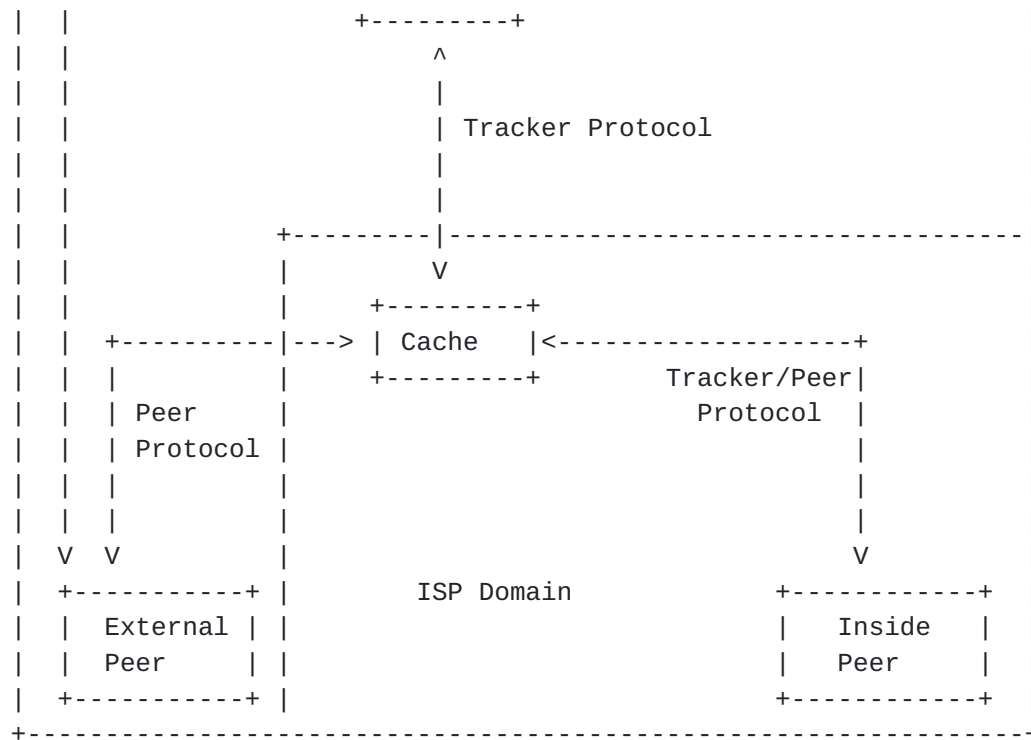 |  |                  +---------+
|  |                       ^
|  |                       |
|  |                       | Tracker Protocol
|  |                       |
|  |                       |
|  |             +---------|-------------------------------------
|  |             |         V
|  |             |     +---------+
|  |  +----------|---> | Cache   |<-------------------+
|  |  |          |     +---------+        Tracker/Peer|
|  |  | Peer     |                          Protocol  |
|  |  | Protocol |                                    |
|  |  |          |                                    |
|  |  |          |                                    |
|  V  V          |                                    V
|  +-----------+ |        ISP Domain             +------------+
|  |  External | |                               |   Inside   |
|  |  Peer     | |                               |   Peer     |
|  +-----------+ |                               +------------+
+-----------------------------------------------------------------